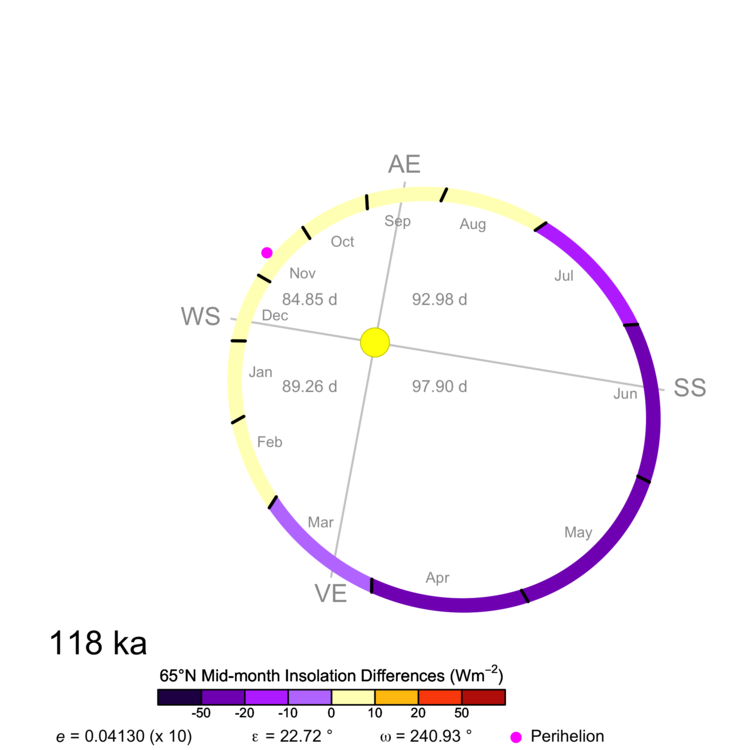 AE
Sep
Aug
Oct
Jul
Nov
84.85 d
92.98 d
WS
Dec
Jan
89.26 d
97.90 d
SS
Jun
Feb
Mar
May
Apr
VE
118 ka
65°N Mid-month Insolation Differences (Wm⁻²)
-50 -20 -10 0 10 20 50
e = 0.04130 (x 10) ε = 22.72 ° ω = 240.93 ° Perihelion